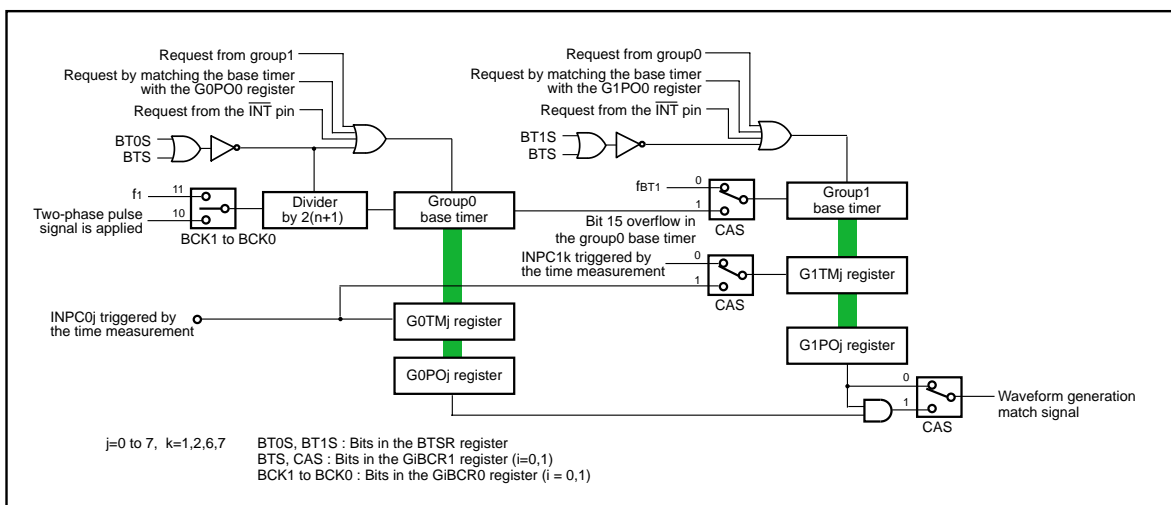 Request from group1
Request by matching the base timer
with the G0PO0 register
Request from the INT pin
BT0S
BTS
f1
11
Two-phase pulse
signal is applied
10
BCK1 to BCK0
Divider
by 2(n+1)
Group0
base timer
Request from group0
Request by matching the base timer
with the G1PO0 register
Request from the INT pin
BT1S
BTS
fBT1
0
1
CAS
Bit 15 overflow in
the group0 base timer
Group1
base timer
INPC1k triggered by
the time measurement
0
1
CAS
G1TMj register
INPC0j triggered by
the time measurement
G0TMj register
G1POj register
G0POj register
0
1
CAS
Waveform generation
match signal
j=0 to 7, k=1,2,6,7
BT0S, BT1S : Bits in the BTSR register
BTS, CAS : Bits in the GiBCR1 register (i=0,1)
BCK1 to BCK0 : Bits in the GiBCR0 register (i = 0,1)